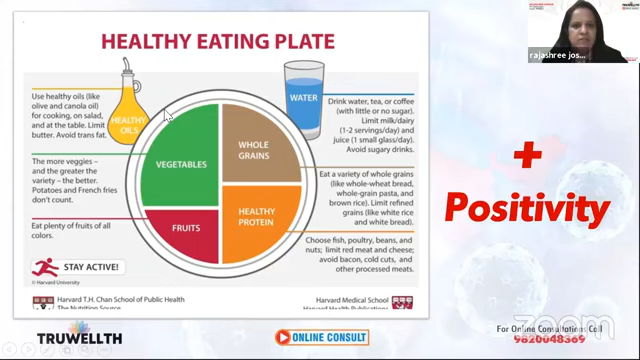 HEALTHY EATING PLATE
Use healthy oils (like
olive and canola oil)
for cooking, on salad,
and at the table. Limit
butter. Avoid trans fat.
HEALTHY
OILS
The more veggies –
and the greater the
variety – the better.
Potatoes and French fries
don't count.
Eat plenty of fruits of all
colors.
STAY ACTIVE!
© Harvard University
VEGETABLES
FRUITS
WHOLE
GRAINS
HEALTHY
PROTEIN
WATER
Drink water, tea, or coffee
(with little or no sugar).
Limit milk/dairy
(1-2 servings/day) and
juice (1 small glass/day).
Avoid sugary drinks.
Eat a variety of whole grains
(like whole-wheat bread,
whole-grain pasta, and
brown rice). Limit refined
grains (like white rice
and white bread).
Choose fish, poultry, beans, and
nuts; limit red meat and cheese;
avoid bacon, cold cuts, and
other processed meats.
Harvard T.H. Chan School of Public Health
The Nutrition Source
Harvard Medical School
Harvard Health Publications
rajashree jos...
+
Positivity
TRUWELLTH
ONLINE CONSULT
zoom
For Online Consultations Call
9820048369